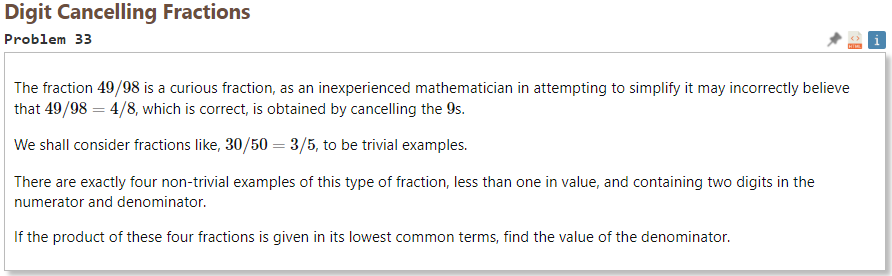 Digit Cancelling Fractions
Problem 33
HTML
i
The fraction 49/98 is a curious fraction, as an inexperienced mathematician in attempting to simplify it may incorrectly believe
that 49/98 = 4/8, which is correct, is obtained by cancelling the 9s.
We shall consider fractions like, 30/50 = 3/5, to be trivial examples.
There are exactly four non-trivial examples of this type of fraction, less than one in value, and containing two digits in the
numerator and denominator.
If the product of these four fractions is given in its lowest common terms, find the value of the denominator.